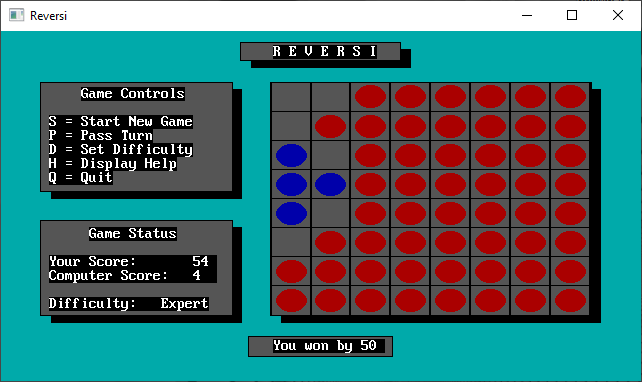 Reversi
R E V E R S I
Game Controls
S = Start New Game
P = Pass Turn
D = Set Difficulty
H = Display Help
Q = Quit
Game Status
Your Score: 54
Computer Score: 4
Difficulty: Expert
You won by 50